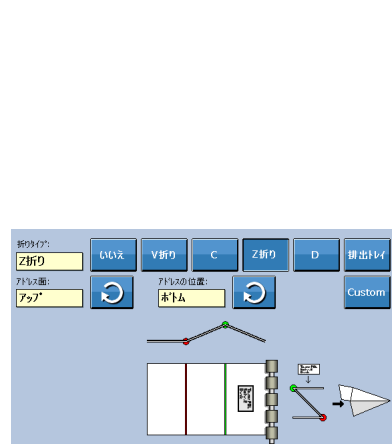 折りタイプ:
Z折り
いいえ
V折り
C
Z折り
D
排出トレイ
アドレス面:
アップ
アドレスの位置:
ボトム
Custom